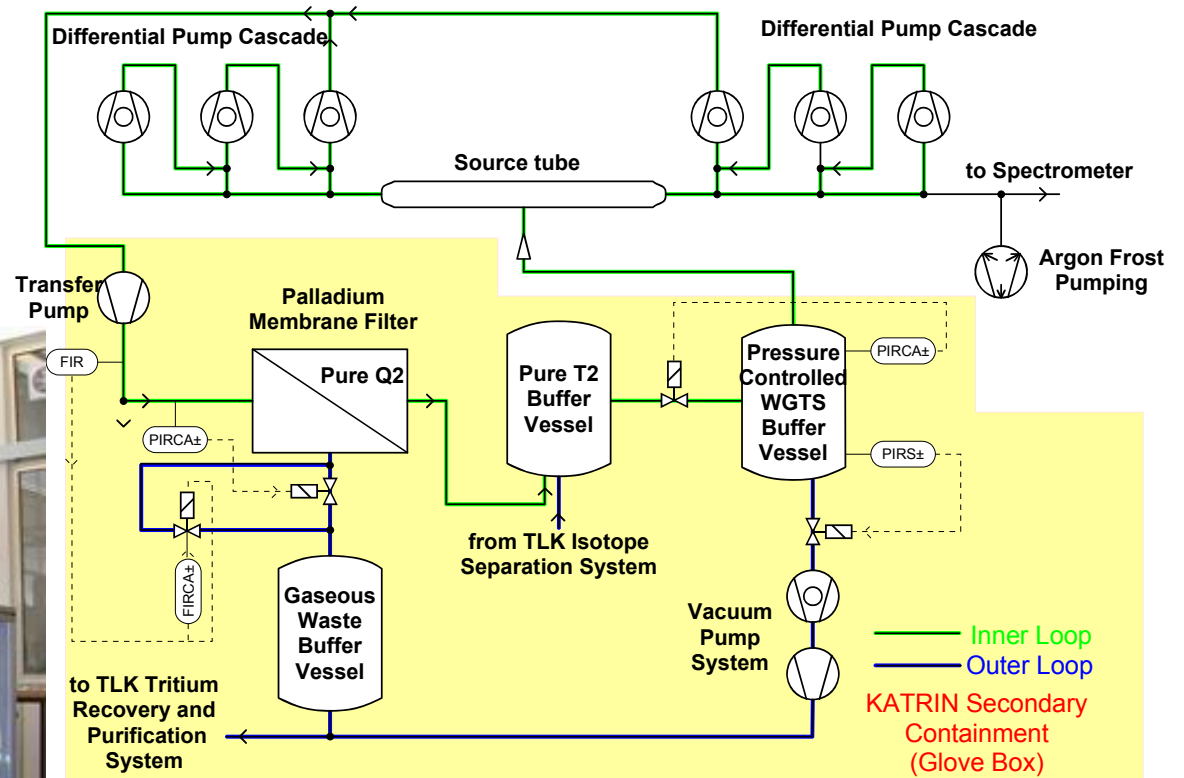 Differential Pump Cascade
Differential Pump Cascade
Source tube
to Spectrometer
Argon Frost
Pumping
Transfer
Pump
Palladium
Membrane Filter
FIR
Pure Q2
Pure T2
Buffer
Vessel
Pressure
Controlled
WGTS
Buffer
Vessel
PIRCA±
PIRCA±
PIRS±
from TLK Isotope
Separation System
FIRCA±
Gaseous
Waste
Buffer
Vessel
Vacuum
Pump
System
Inner Loop
Outer Loop
to TLK Tritium
Recovery and
Purification
System
KATRIN Secondary
Containment
(Glove Box)